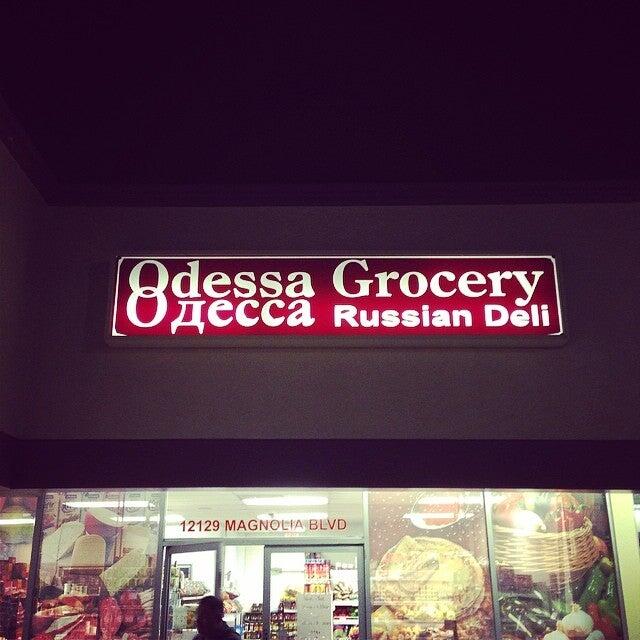 Odessa Grocery
Одесса Russian Deli
12129 MAGNOLIA BLVD